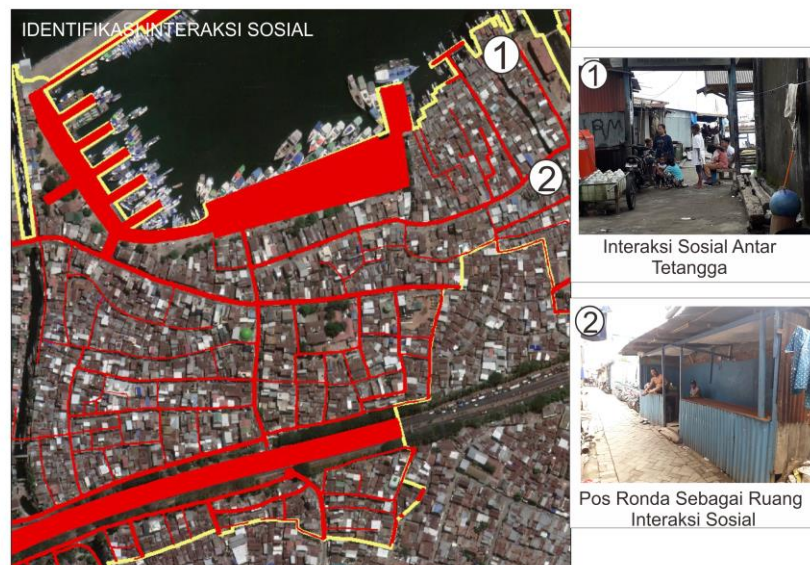 IDENTIFIKASI INTERAKSI SOSIAL
1
2
1
Interaksi Sosial Antar
Tetangga
2
Pos Ronda Sebagai Ruang
Interaksi Sosial